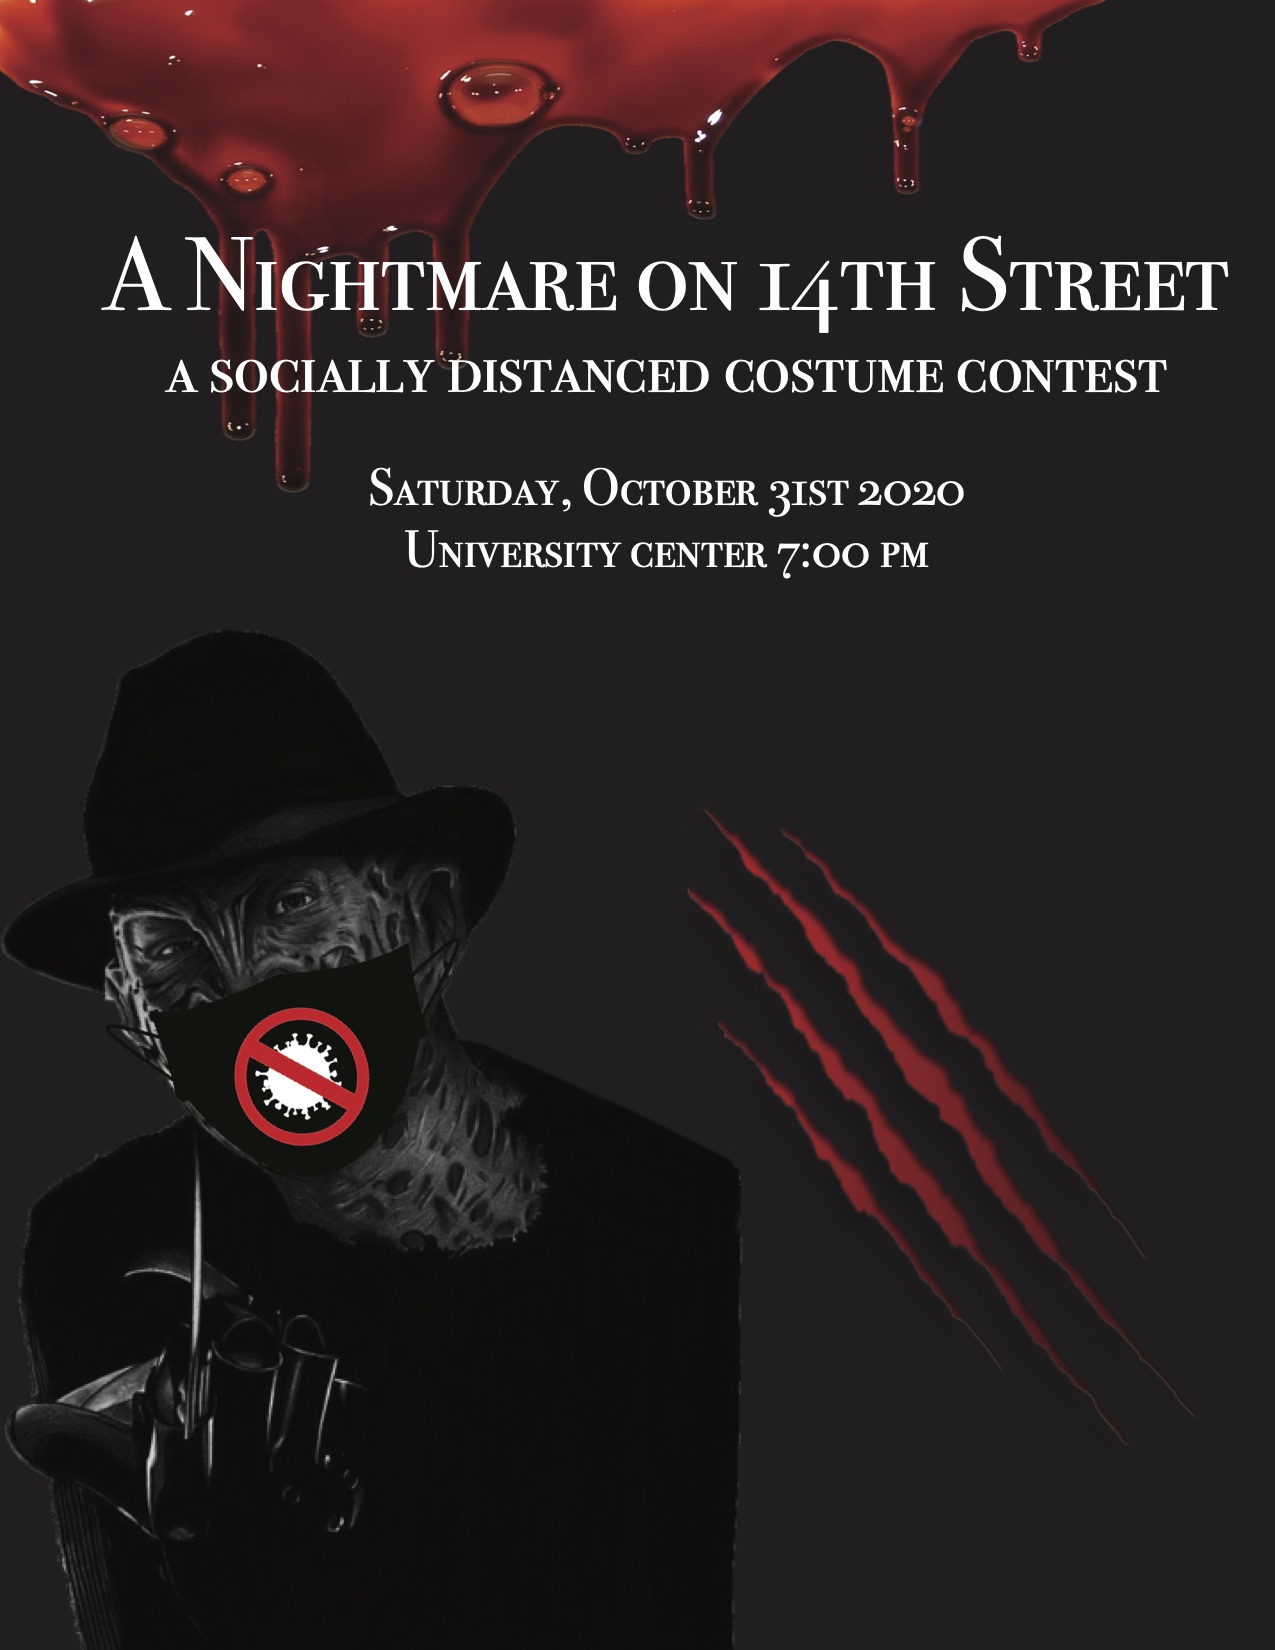 A Nightmare on 14th Street
a socially distanced costume contest
Saturday, October 31st 2020
University center 7:00 pm